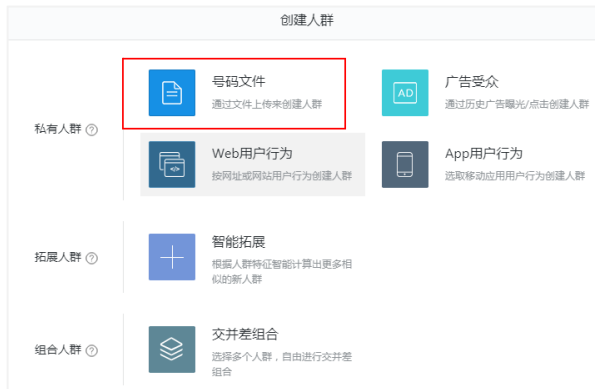 创建人群
私有人群 ?
号码文件
通过文件上传来创建人群
AD
广告受众
通过历史广告曝光/点击创建人群
</>
Web用户行为
按网址或网站用户行为创建人群
App用户行为
选取移动应用用户行为创建人群
拓展人群 ?
智能拓展
根据人群特征智能计算出更多相
似的新人群
组合人群 ?
交并差组合
选择多个人群，自由进行交并差
组合